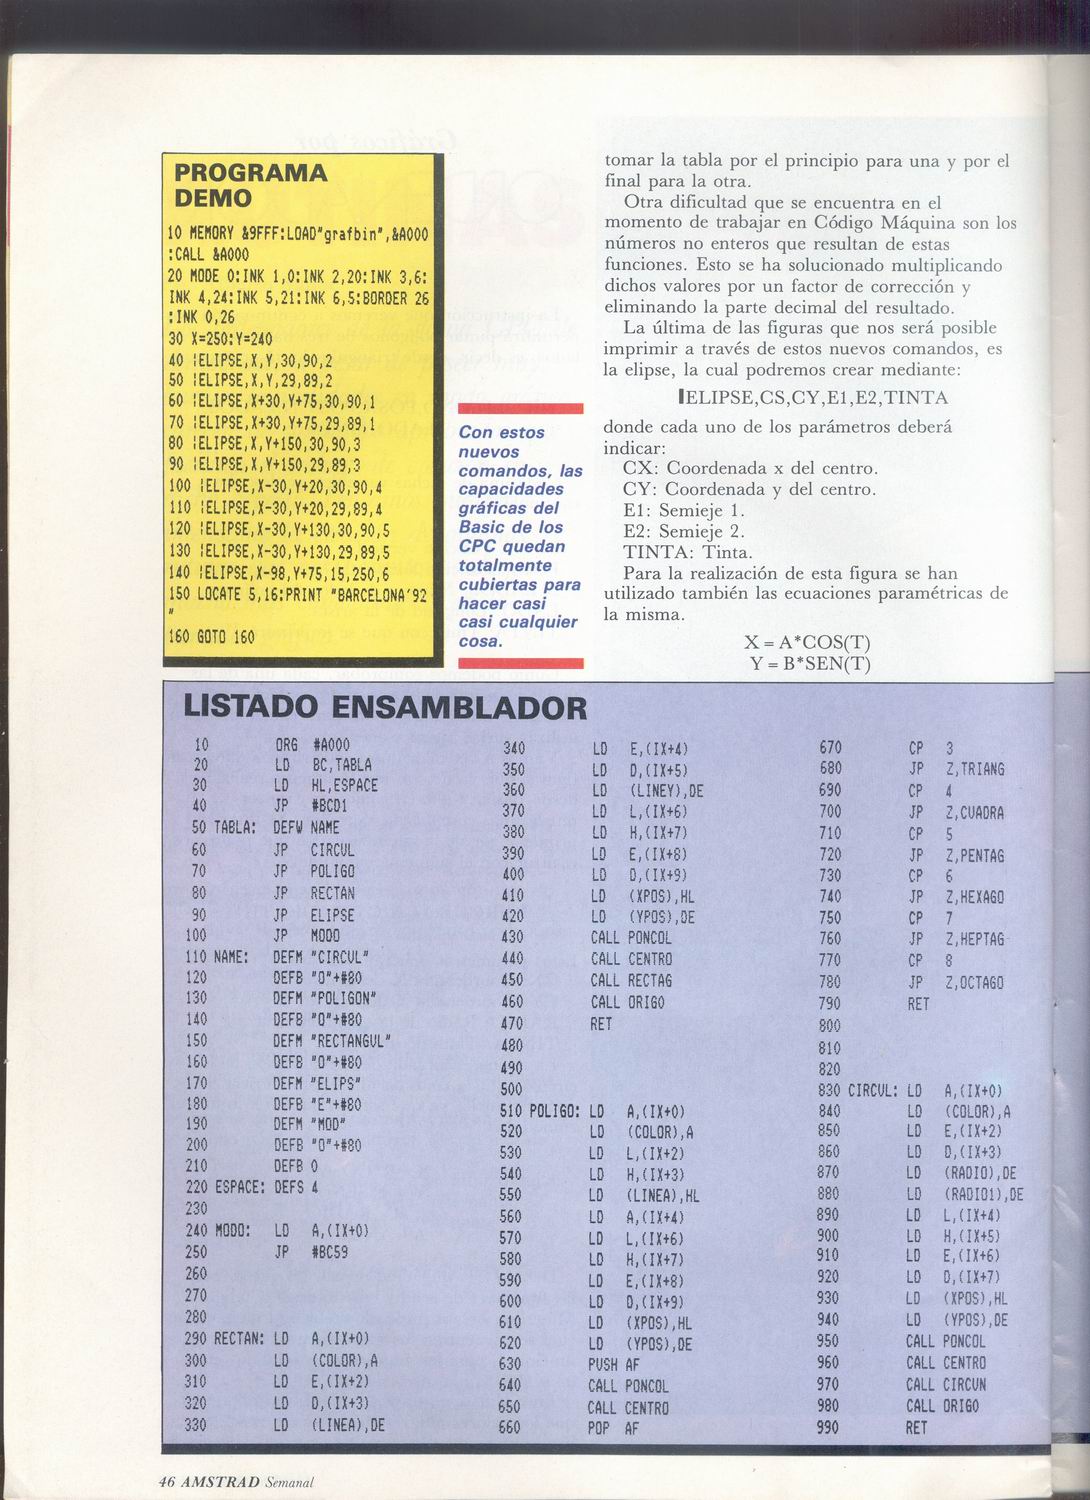 PROGRAMA
DEMO
10 MEMORY &9FFF:LOAD"grafbin",&A000
:CALL &A000
20 MODE 0:INK 1,0:INK 2,20:INK 3,6:
INK 4,24:INK 5,21:INK 6,5:BORDER 26
:INK 0,26
30 X=250:Y=240
40 ¦ELIPSE,X,Y,30,90,2
50 ¦ELIPSE,X,Y,29,89,2
60 ¦ELIPSE,X+30,Y+75,30,90,1
70 ¦ELIPSE,X+30,Y+75,29,89,1
80 ¦ELIPSE,X,Y+150,30,90,3
90 ¦ELIPSE,X,Y+150,29,89,3
100 ¦ELIPSE,X-30,Y+20,30,90,4
110 ¦ELIPSE,X-30,Y+20,29,89,4
120 ¦ELIPSE,X-30,Y+130,30,90,5
130 ¦ELIPSE,X-30,Y+130,29,89,5
140 ¦ELIPSE,X-98,Y+75,15,250,6
150 LOCATE 5,16:PRINT "BARCELONA'92
"
160 GOTO 160
Con estos
nuevos
comandos, las
capacidades
gráficas del
Basic de los
CPC quedan
totalmente
cubiertas para
hacer casi
casi cualquier
cosa.
tomar la tabla por el principio para una y por el
final para la otra.
Otra dificultad que se encuentra en el
momento de trabajar en Código Máquina son los
números no enteros que resultan de estas
funciones. Esto se ha solucionado multiplicando
dichos valores por un factor de corrección y
eliminando la parte decimal del resultado.
La última de las figuras que nos será posible
imprimir a través de estos nuevos comandos, es
la elipse, la cual podremos crear mediante:
|ELIPSE,CS,CY,E1,E2,TINTA
donde cada uno de los parámetros deberá
indicar:
CX: Coordenada x del centro.
CY: Coordenada y del centro.
E1: Semieje 1.
E2: Semieje 2.
TINTA: Tinta.
Para la realización de esta figura se han
utilizado también las ecuaciones paramétricas de
la misma.
X = A*COS(T)
Y = B*SEN(T)
LISTADO ENSAMBLADOR
10 ORG #A000
20 LD BC,TABLA
30 LD HL,ESPACE
40 JP #BCD1
50 TABLA: DEFW NAME
60 JP CIRCUL
70 JP POLIGO
80 JP RECTAN
90 JP ELIPSE
100 JP MODO
110 NAME: DEFM "CIRCUL"
120 DEFB "O"+#80
130 DEFM "POLIGON"
140 DEFB "O"+#80
150 DEFM "RECTANGUL"
160 DEFB "O"+#80
170 DEFM "ELIPS"
180 DEFB "E"+#80
190 DEFM "MOD"
200 DEFB "O"+#80
210 DEFB 0
220 ESPACE: DEFS 4
230
240 MODO: LD A,(IX+0)
250 JP #BC59
260
270
280
290 RECTAN: LD A,(IX+0)
300 LD (COLOR),A
310 LD E,(IX+2)
320 LD D,(IX+3)
330 LD (LINEA),DE
340 LD E,(IX+4)
350 LD D,(IX+5)
360 LD (LINEY),DE
370 LD L,(IX+6)
380 LD H,(IX+7)
390 LD E,(IX+8)
400 LD D,(IX+9)
410 LD (XPOS),HL
420 LD (YPOS),DE
430 CALL PONCOL
440 CALL CENTRO
450 CALL RECTAG
460 CALL ORIGO
470 RET
480
490
500
510 POLIGO: LD A,(IX+0)
520 LD (COLOR),A
530 LD L,(IX+2)
540 LD H,(IX+3)
550 LD (LINEA),HL
560 LD A,(IX+4)
570 LD L,(IX+6)
580 LD H,(IX+7)
590 LD E,(IX+8)
600 LD D,(IX+9)
610 LD (XPOS),HL
620 LD (YPOS),DE
630 PUSH AF
640 CALL PONCOL
650 CALL CENTRO
660 POP AF
670 CP 3
680 JP Z,TRIANG
690 CP 4
700 JP Z,CUADRA
710 CP 5
720 JP Z,PENTAG
730 CP 6
740 JP Z,HEXAGO
750 CP 7
760 JP Z,HEPTAG
770 CP 8
780 JP Z,OCTAGO
790 RET
800
810
820
830 CIRCUL: LD A,(IX+0)
840 LD (COLOR),A
850 LD E,(IX+2)
860 LD D,(IX+3)
870 LD (RADIO),DE
880 LD (RADIO1),DE
890 LD L,(IX+4)
900 LD H,(IX+5)
910 LD E,(IX+6)
920 LD D,(IX+7)
930 LD (XPOS),HL
940 LD (YPOS),DE
950 CALL PONCOL
960 CALL CENTRO
970 CALL CIRCUN
980 CALL ORIGO
990 RET
46 AMSTRAD Semanal